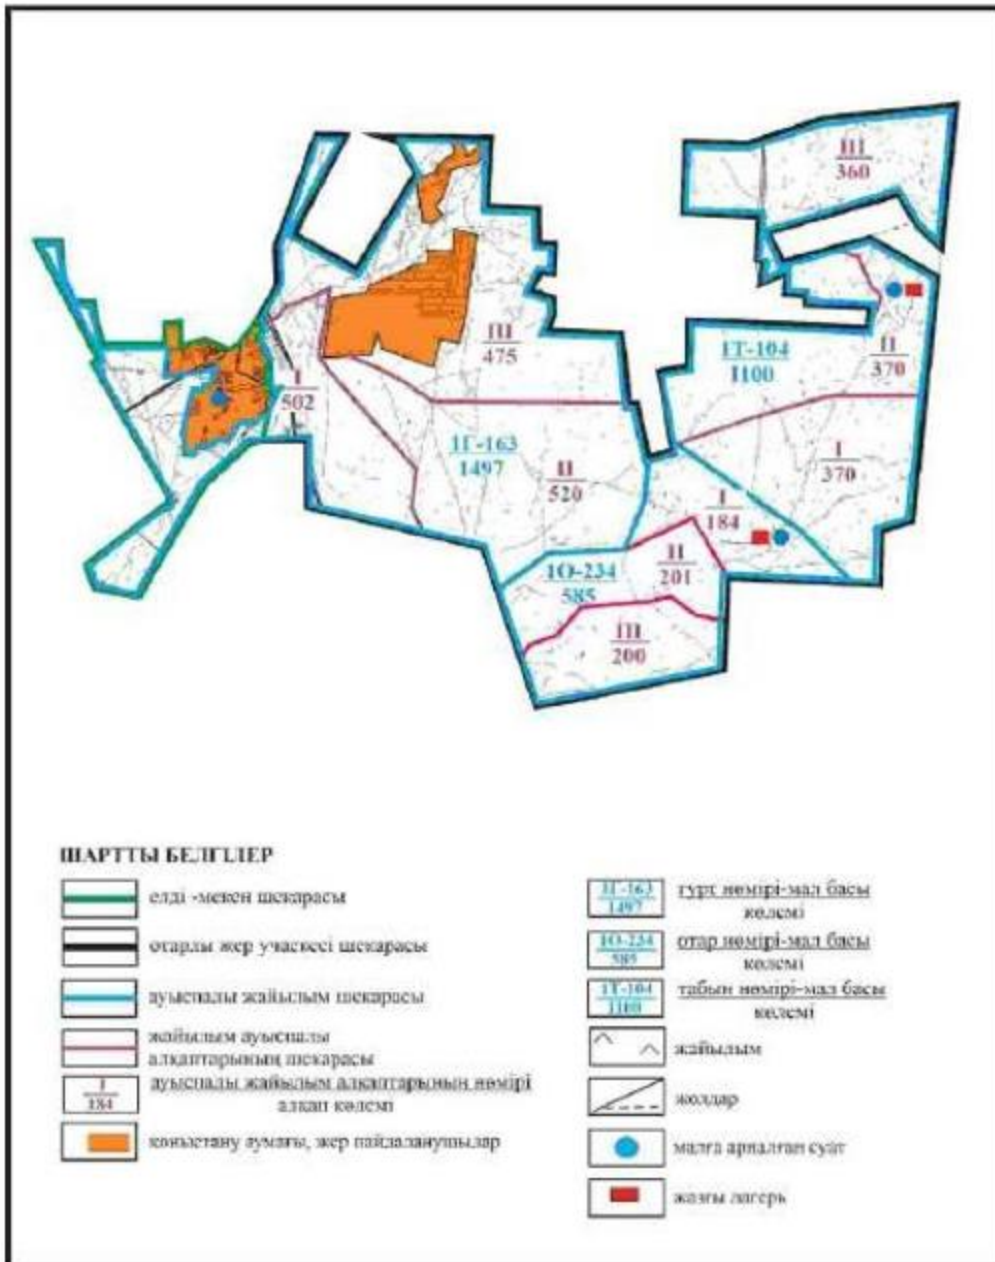 III
360
1Т-104
1100
II
370
III
475
I
502
1Г-163
1497
II
520
I
370
I
184
1О-234
585
II
201
III
200
ШАРТТЫ БЕЛГІЛЕР
елді -мекен шекарасы
отарлы жер учаскесі шекарасы
ауыспалы жайылым шекарасы
жайылым ауыспалы
алқаптарының шекарасы
I
184
ауыспалы жайылым алқаптарының нөмірі
алқап көлемі
қоныстану аумағы, жер пайдаланушылар
1Г-163
1497
гурт нөмірі-мал басы
көлемі
1О-234
585
отар нөмірі-мал басы
көлемі
1Т-104
1100
табын нөмірі-мал басы
көлемі
жайылым
жолдар
малға арналған суат
жазғы лагерь